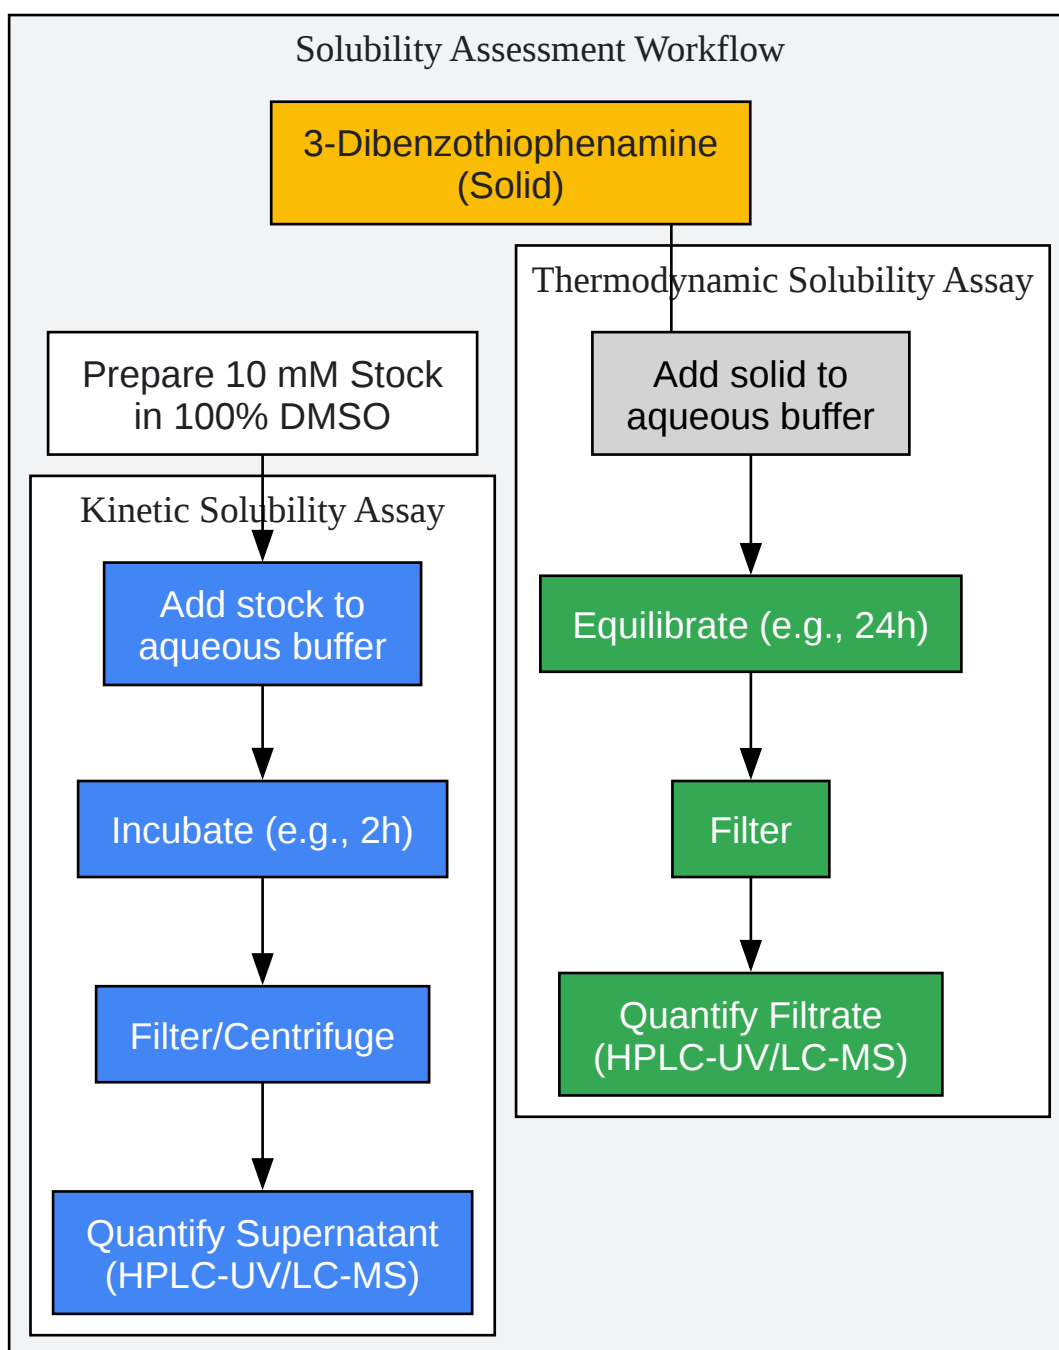 Solubility Assessment Workflow
3-Dibenzothiophenamine
(Solid)
Prepare 10 mM Stock
in 100% DMSO
Kinetic Solubility Assay
Add stock to
aqueous buffer
Incubate (e.g., 2h)
Filter/Centrifuge
Quantify Supernatant
(HPLC-UV/LC-MS)
Thermodynamic Solubility Assay
Add solid to
aqueous buffer
Equilibrate (e.g., 24h)
Filter
Quantify Filtrate
(HPLC-UV/LC-MS)